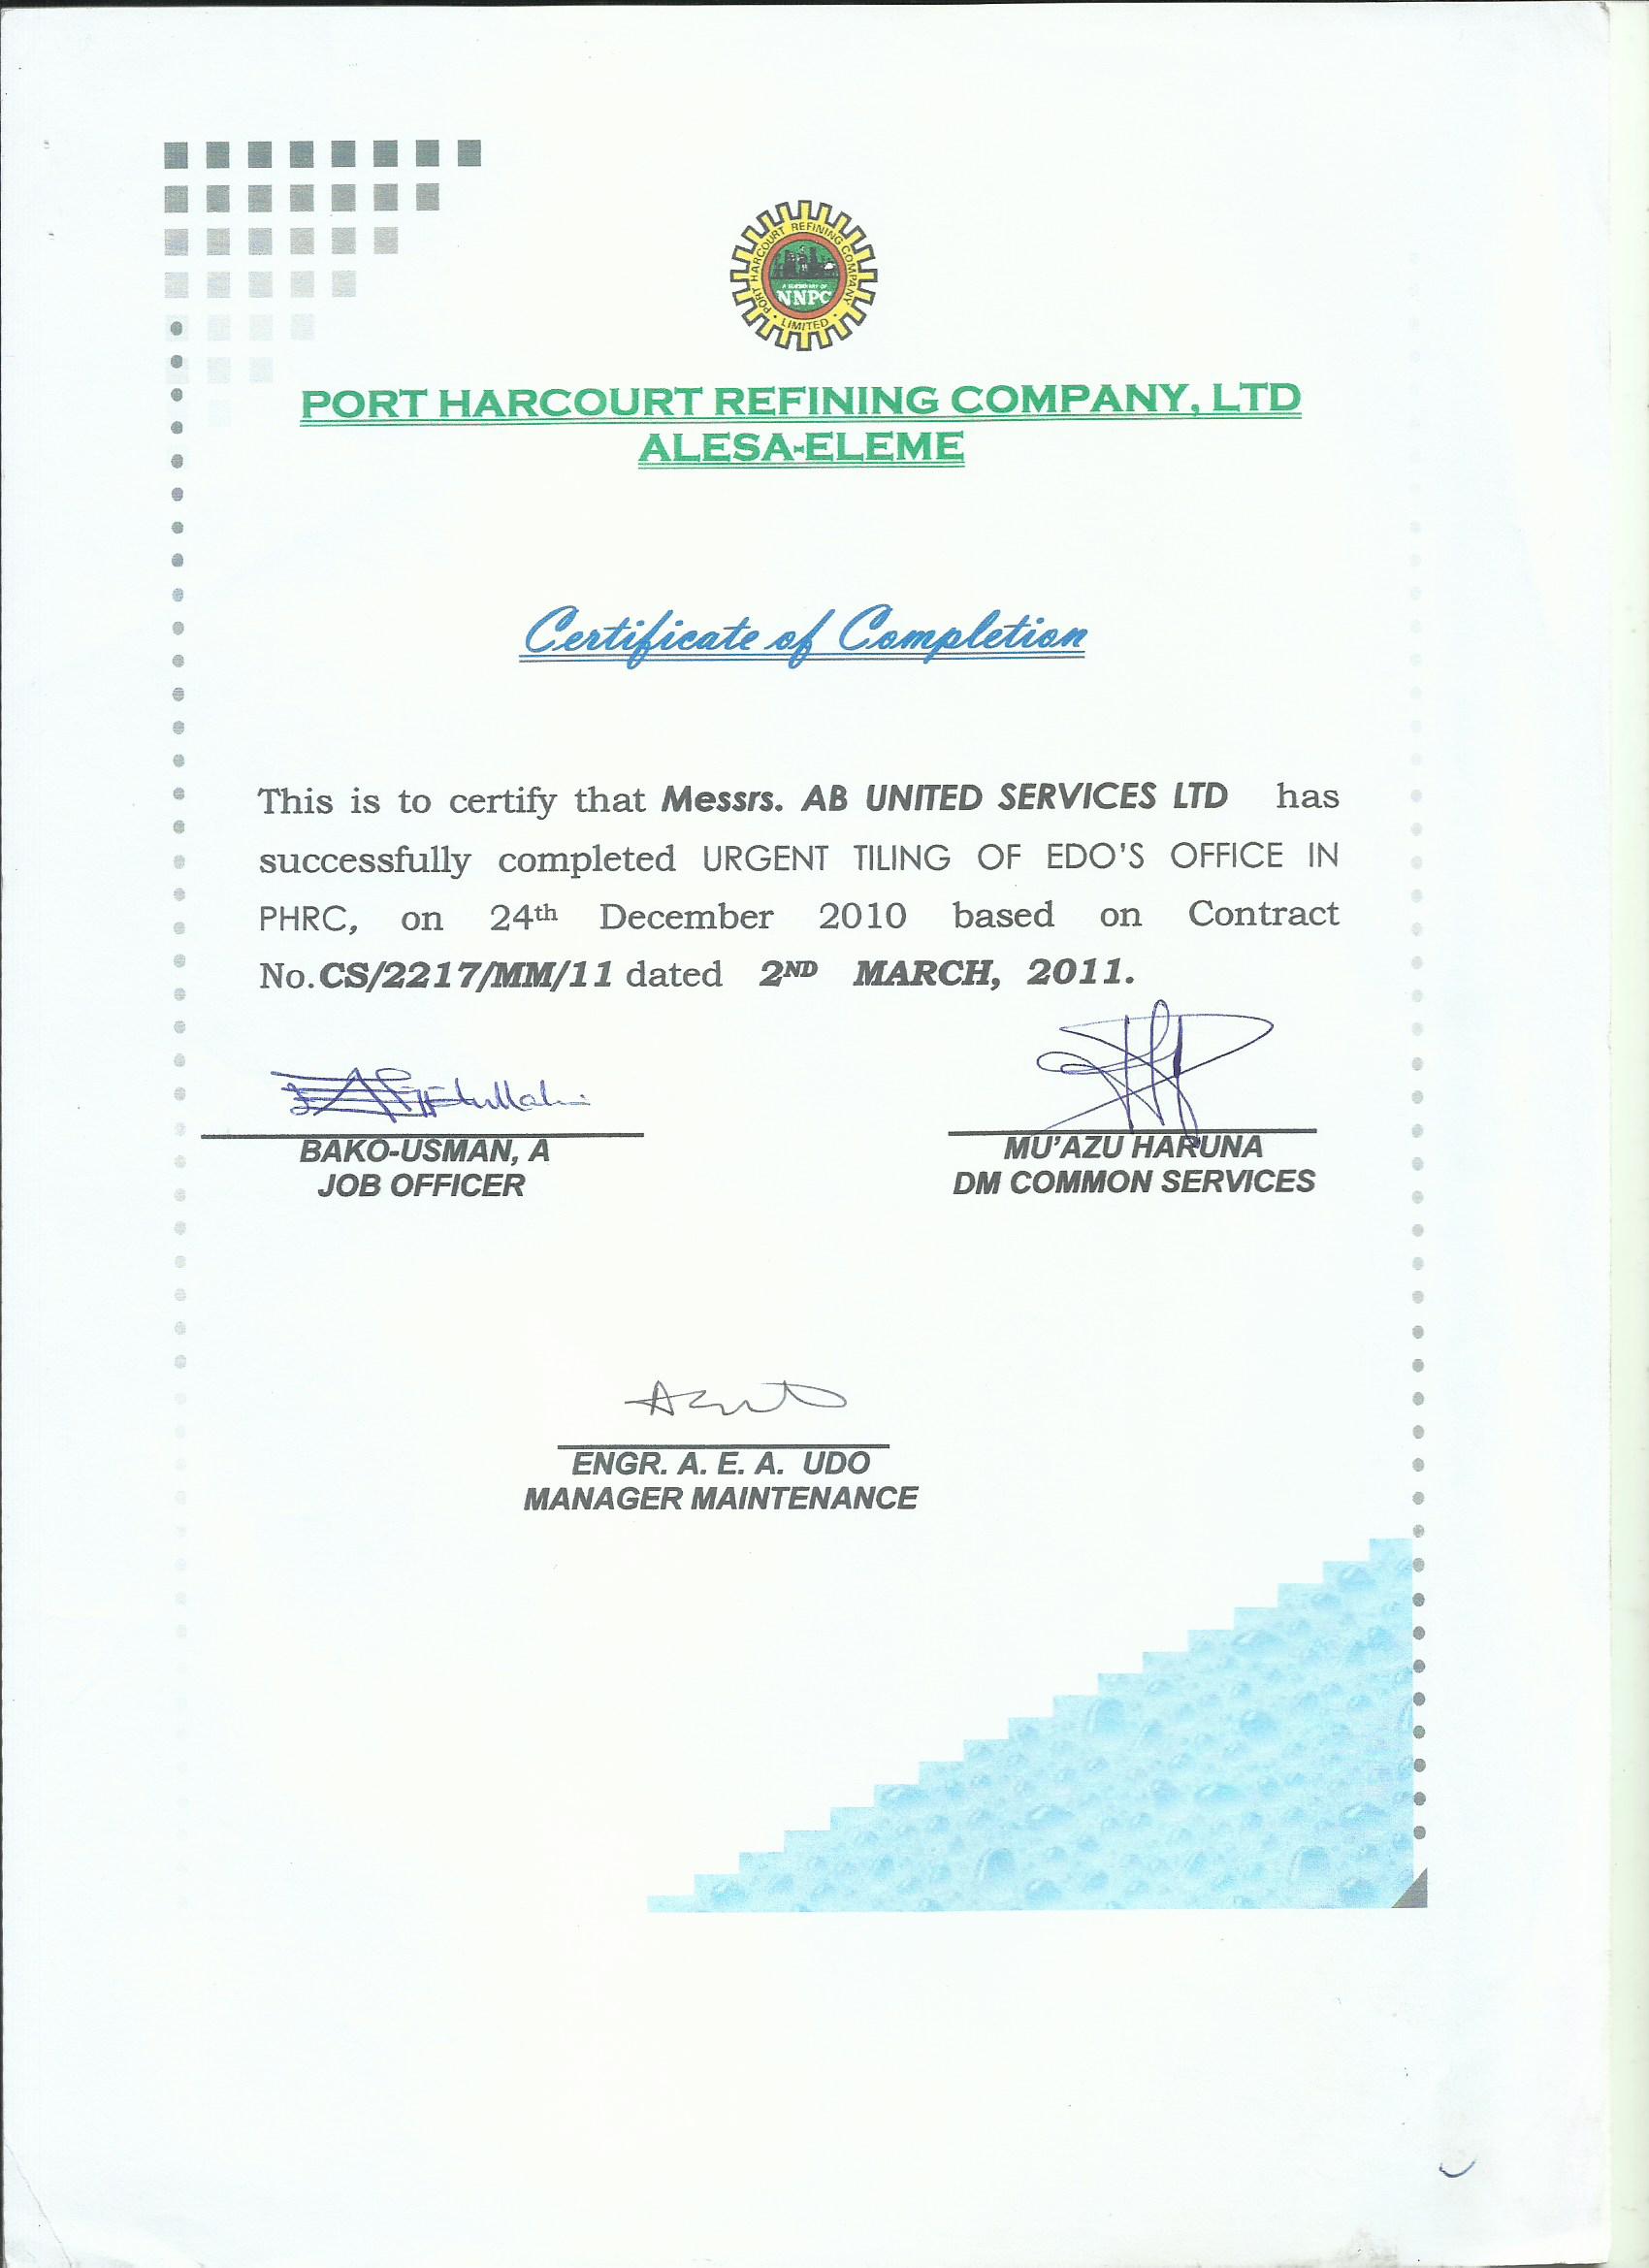 PORT HARCOURT REFINING COMPANY
A SUBSIDIARY OF
NNPC
LIMITED
PORT HARCOURT REFINING COMPANY, LTD
ALESA-ELEME
Certificate of Completion
This is to certify that Messrs. AB UNITED SERVICES LTD has
successfully completed URGENT TILING OF EDO'S OFFICE IN
PHRC, on 24th December 2010 based on Contract
No.CS/2217/MM/11 dated 2ND MARCH, 2011.
BAKO-USMAN, A
JOB OFFICER
MU'AZU HARUNA
DM COMMON SERVICES
ENGR. A. E. A. UDO
MANAGER MAINTENANCE